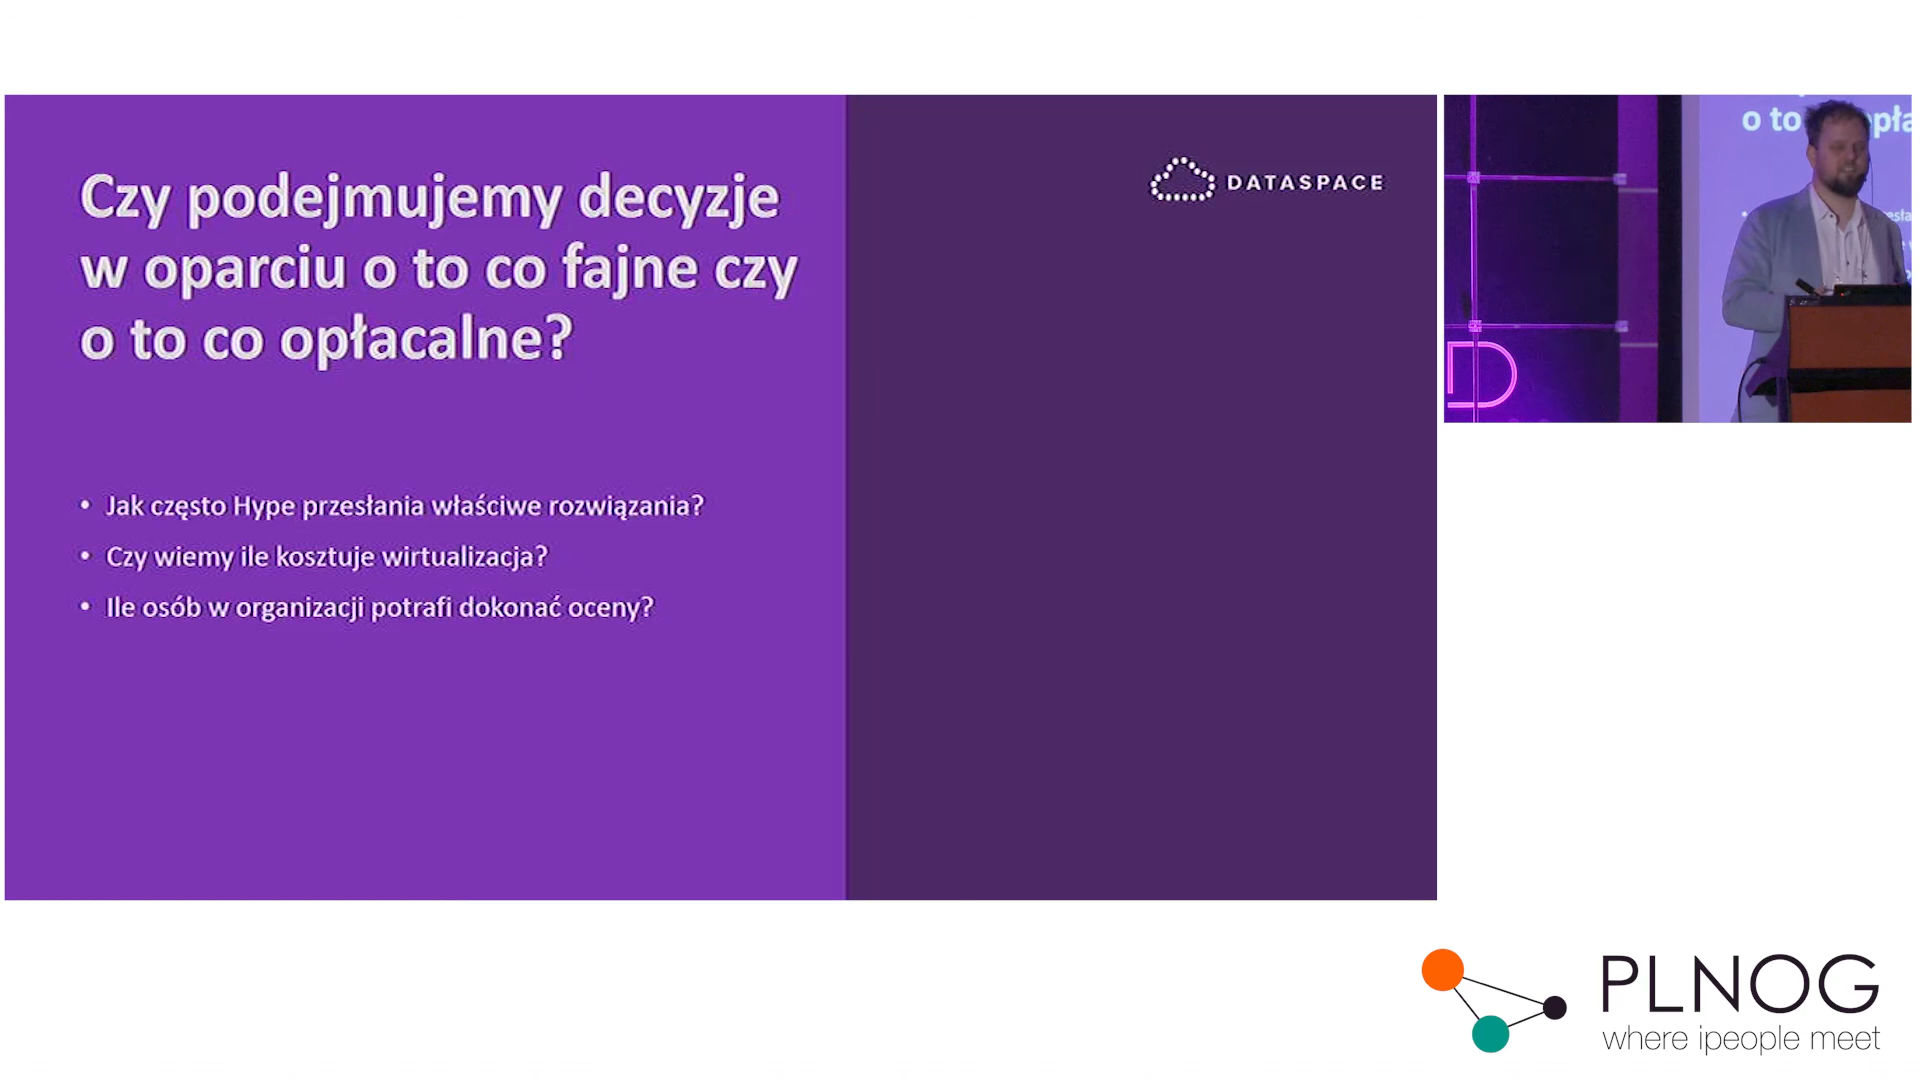 Czy podejmujemy decyzje
w oparciu o to co fajne czy
o to co opłacalne?
• Jak często Hype przesłania właściwe rozwiązania?
• Czy wiemy ile kosztuje wirtualizacja?
• Ile osób w organizacji potrafi dokonać oceny?
DATASPACE
o to
D
PLNOG
where ipeople meet